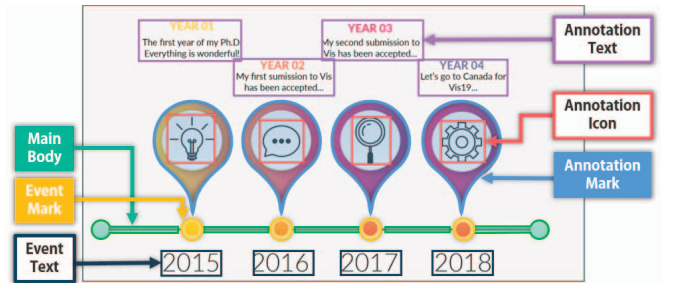 YEAR 01
The first year of my Ph.D
Everything is wonderful!
YEAR 02
My first sumission to Vis
has been accepted...
YEAR 03
My second submission to
Vis has been accepted...
YEAR 04
Let's go to Canada for
Vis19...
Annotation
Text
Annotation
Icon
Annotation
Mark
Main
Body
Event
Mark
Event
Text
2015
2016
2017
2018